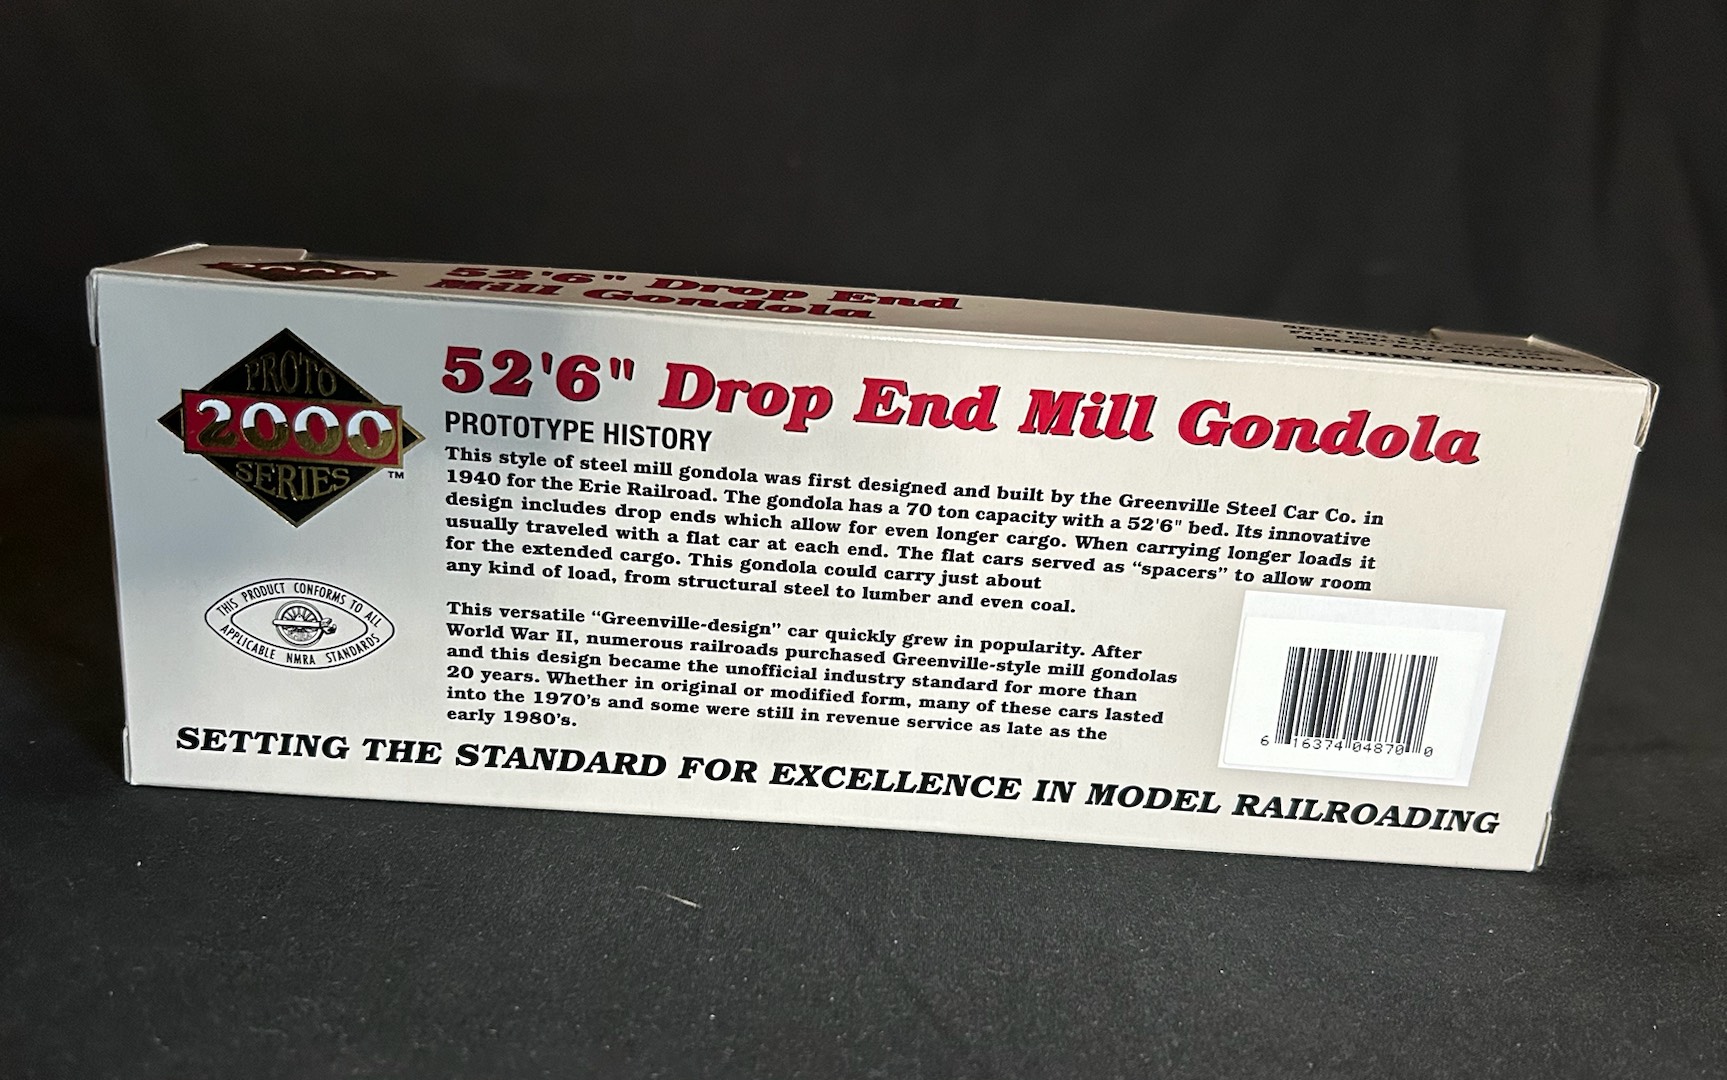 2000
52'6" Drop End
Mill Gondola
HOBBY PRODUCT
PROTO
2000
SERIES
™
52'6" Drop End Mill Gondola
PROTOTYPE HISTORY
This style of steel mill gondola was first designed and built by the Greenville Steel Car Co. in
1940 for the Erie Railroad. The gondola has a 70 ton capacity with a 52'6" bed. Its innovative
design includes drop ends which allow for even longer cargo. When carrying longer loads it
usually traveled with a flat car at each end. The flat cars served as “spacers” to allow room
for the extended cargo. This gondola could carry just about
any kind of load, from structural steel to lumber and even coal.
This versatile “Greenville-design” car quickly grew in popularity. After
World War II, numerous railroads purchased Greenville-style mill gondolas
and this design became the unofficial industry standard for more than
20 years. Whether in original or modified form, many of these cars lasted
into the 1970's and some were still in revenue service as late as the
early 1980's.
THIS PRODUCT CONFORMS TO ALL
APPLICABLE NMRA STANDARDS
6 16374 04870 0
SETTING THE STANDARD FOR EXCELLENCE IN MODEL RAILROADING